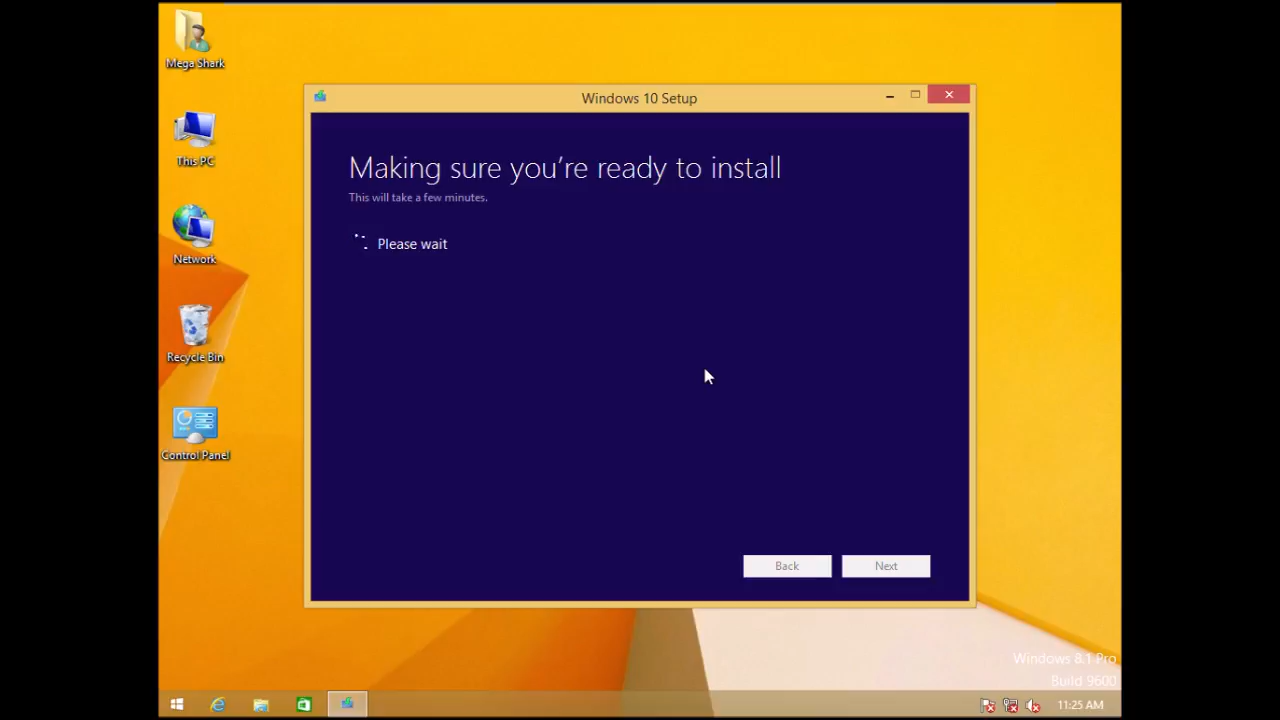 Mega Shark
This PC
Network
Recycle Bin
Control Panel
Windows 10 Setup
Making sure you're ready to install
This will take a few minutes.
Please wait
Back
Next
Windows 8.1 Pro
Build 9600
11:25 AM